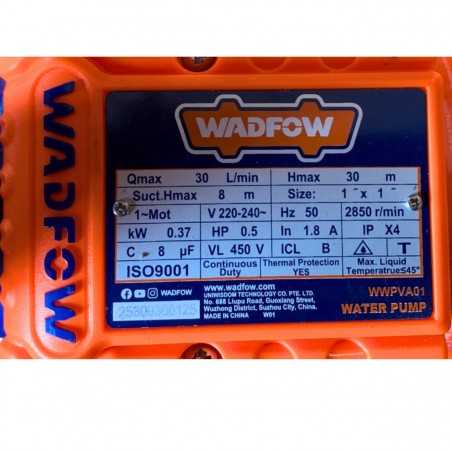 WADFOW
WADFOW
Qmax 30 L/min Hmax 30 m
Suct.Hmax 8 m Size: 1 " x 1 "
1~Mot V 220-240~ Hz 50 2850 r/min
kW 0.37 HP 0.5 In 1.8 A IP X4
C 8 µF VL 450 V ICL B T
ISO9001 Continuous Duty Thermal Protection YES Max. Liquid Temperatrue≤45°
WADFOW
www.wadfow.com
UNIWISDOM TECHNOLOGY CO. PTE. LTD.
No. 668 Liupu Road, Guoxiang Street,
Wuzhong District, Suzhou City, China.
MADE IN CHINA W01
WWPVA01
WATER PUMP